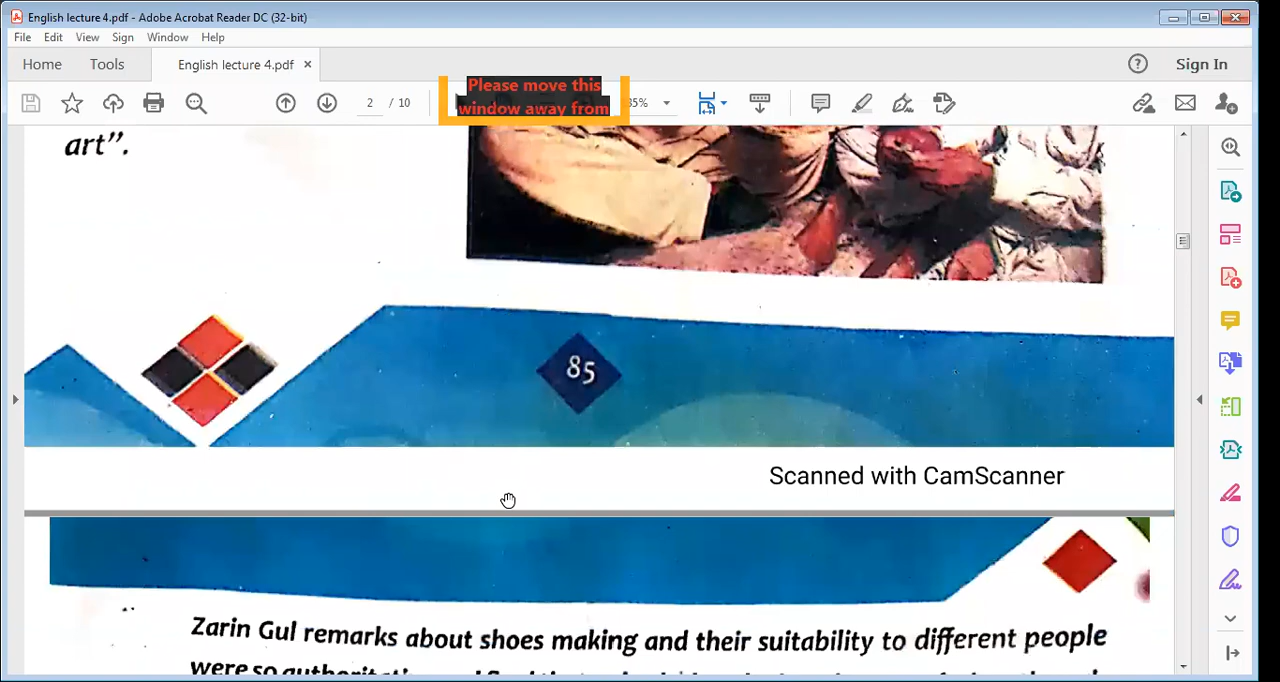 English lecture 4.pdf - Adobe Acrobat Reader DC (32-bit)
File Edit View Sign Window Help
Home Tools English lecture 4.pdf × Sign In
2 / 10
Please move this
window away from
art”.
85
Scanned with CamScanner
Zarin Gul remarks about shoes making and their suitability to different people
were so